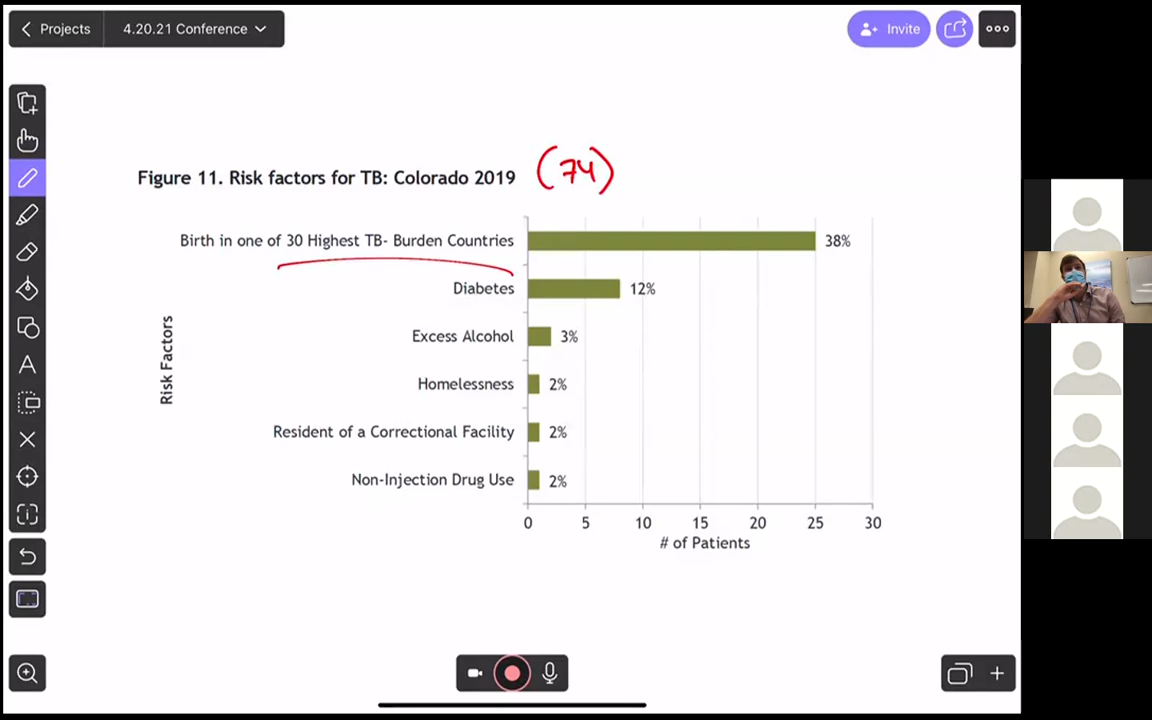 Projects
4.20.21 Conference
Invite
Figure 11. Risk factors for TB: Colorado 2019 (74)
Birth in one of 30 Highest TB- Burden Countries 38%
Diabetes 12%
Excess Alcohol 3%
Homelessness 2%
Resident of a Correctional Facility 2%
Non-Injection Drug Use 2%
Risk Factors
0 5 10 15 20 25 30
# of Patients